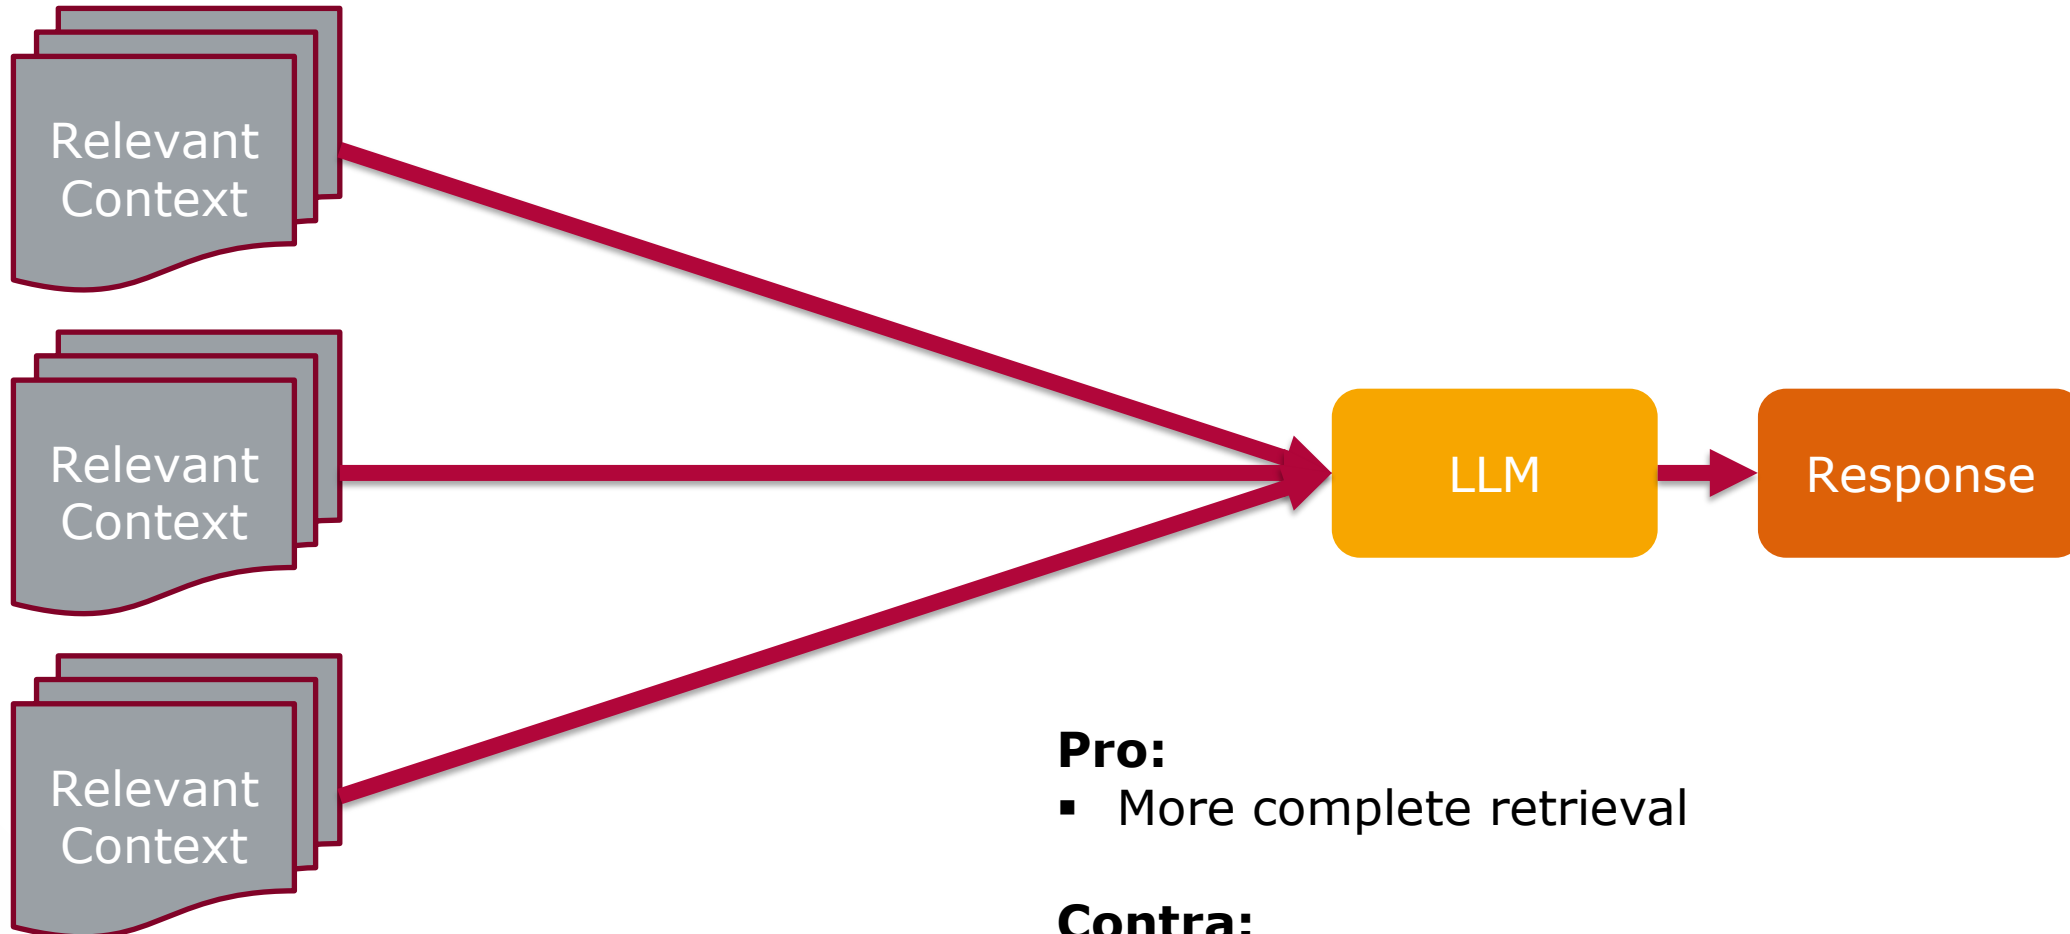 Relevant
Context
Relevant
Context
LLM
Response
Relevant
Context
Pro:
▪ More complete retrieval
Contra: